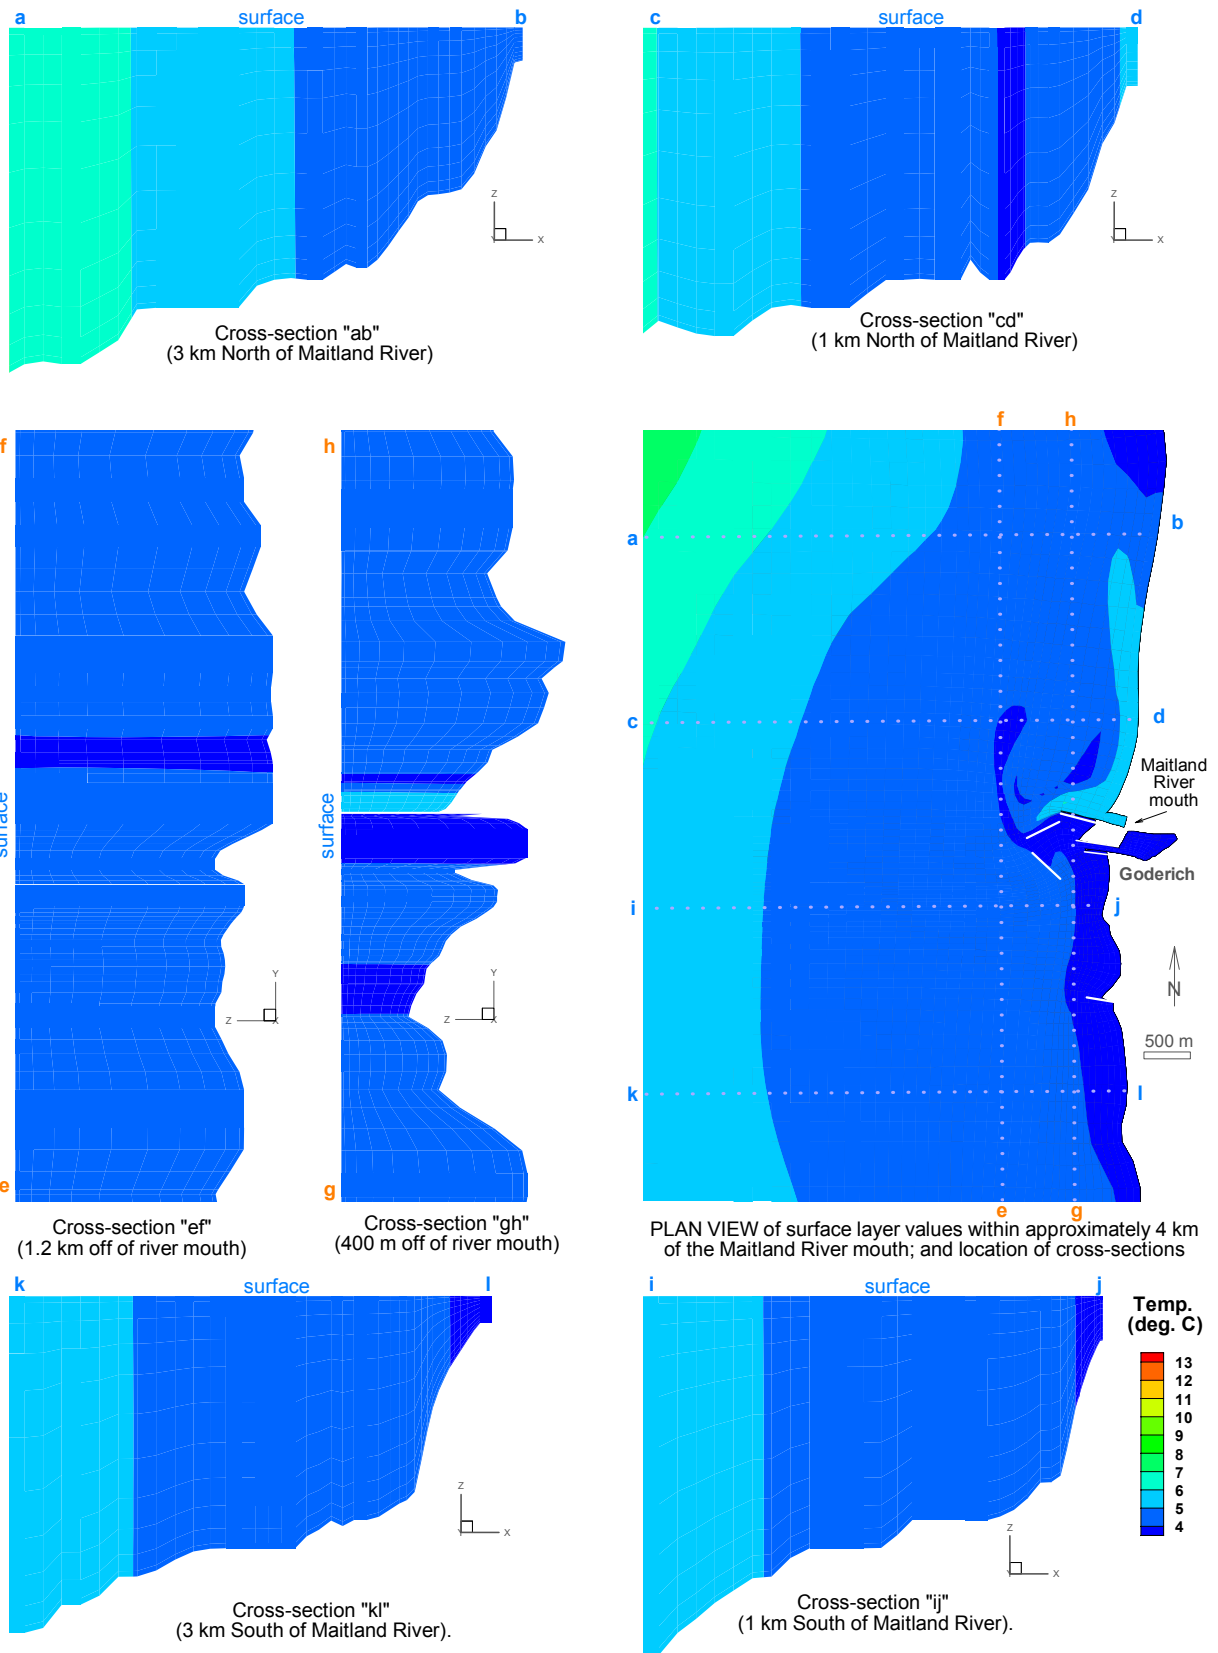 a surface b
c surface d
Z
X
Y
Z
X
Y
Cross-section "ab"
(3 km North of Maitland River)
Cross-section "cd"
(1 km North of Maitland River)
f
h
f h
a
b
c
d
Maitland
River
mouth
Goderich
surface
surface
i
j
Y
Z
X
Y
Z
X
N
500 m
k
l
e
g
e g
Cross-section "ef"
(1.2 km off of river mouth)
Cross-section "gh"
(400 m off of river mouth)
PLAN VIEW of surface layer values within approximately 4 km
of the Maitland River mouth; and location of cross-sections
k surface l
i surface j
Temp.
(deg. C)
13
12
11
10
9
8
7
6
5
4
Z
Y
X
Z
Y
X
Cross-section "kl"
(3 km South of Maitland River).
Cross-section "ij"
(1 km South of Maitland River).